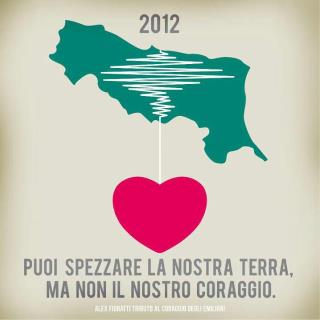 2012
PUOI SPEZZARE LA NOSTRA TERRA,
MA NON IL NOSTRO CORAGGIO.
ALEX FIORATTI TRIBUTO AL CORAGGIO DEGLI EMILIANI